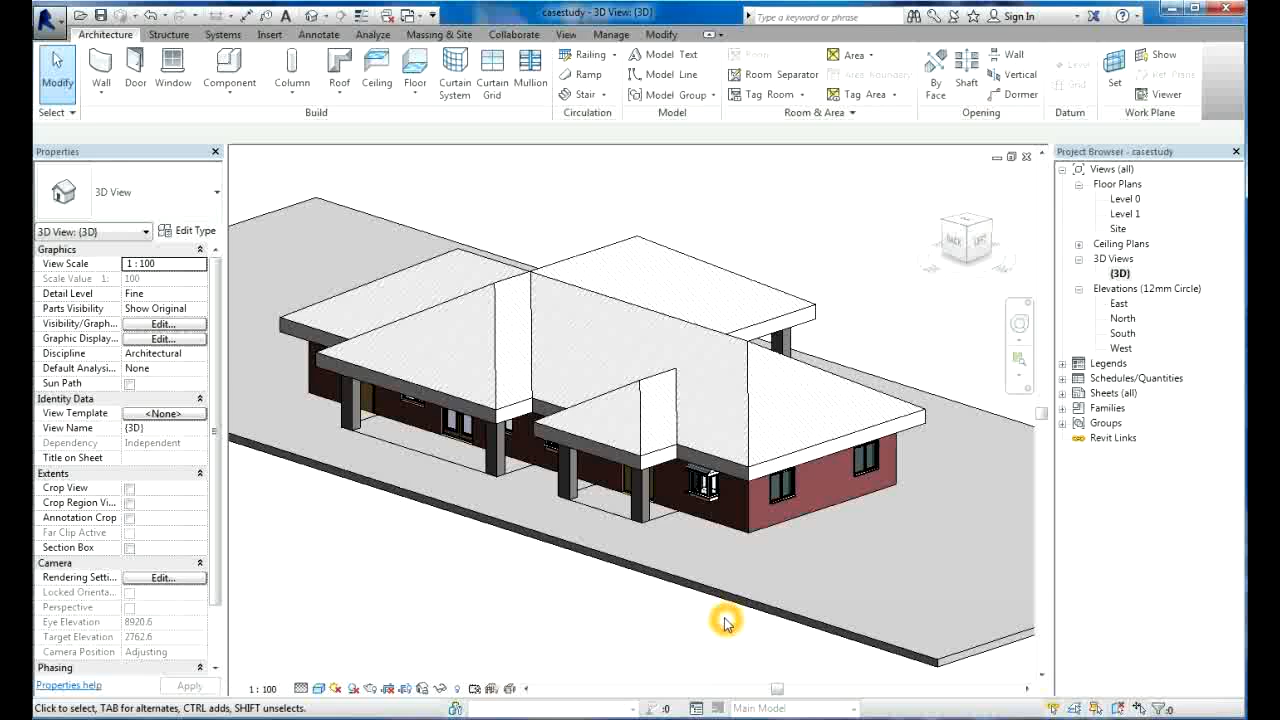 casestudy - 3D View: {3D}
Type a keyword or phrase
Sign In
Architecture Structure Systems Insert Annotate Analyze Massing & Site Collaborate View Manage Modify
Modify Wall Door Window Component Column Roof Ceiling Floor Curtain System Curtain Grid Mullion
Railing Model Text Room Area Wall Show
Ramp Model Line Room Separator Area Boundary Vertical Level Ref Plane
Stair Model Group Tag Room Tag Area Dormer Grid Viewer
By Face Shaft Set
Select Build Circulation Model Room & Area Opening Datum Work Plane
Properties
3D View
3D View: {3D} Edit Type
Graphics
View Scale 1 : 100
Scale Value 1: 100
Detail Level Fine
Parts Visibility Show Original
Visibility/Graph... Edit...
Graphic Display... Edit...
Discipline Architectural
Default Analysi... None
Sun Path
Identity Data
View Template <None>
View Name {3D}
Dependency Independent
Title on Sheet
Extents
Crop View
Crop Region Vi...
Annotation Crop
Far Clip Active
Section Box
Camera
Rendering Setti... Edit...
Locked Orienta...
Perspective
Eye Elevation 8920.6
Target Elevation 2762.6
Camera Position Adjusting
Phasing
Properties help Apply
BACK LEFT
Project Browser - casestudy
Views (all)
Floor Plans
Level 0
Level 1
Site
Ceiling Plans
3D Views
{3D}
Elevations (12mm Circle)
East
North
South
West
Legends
Schedules/Quantities
Sheets (all)
Families
Groups
Revit Links
1 : 100
Click to select, TAB for alternates, CTRL adds, SHIFT unselects.
:0
Main Model
:0